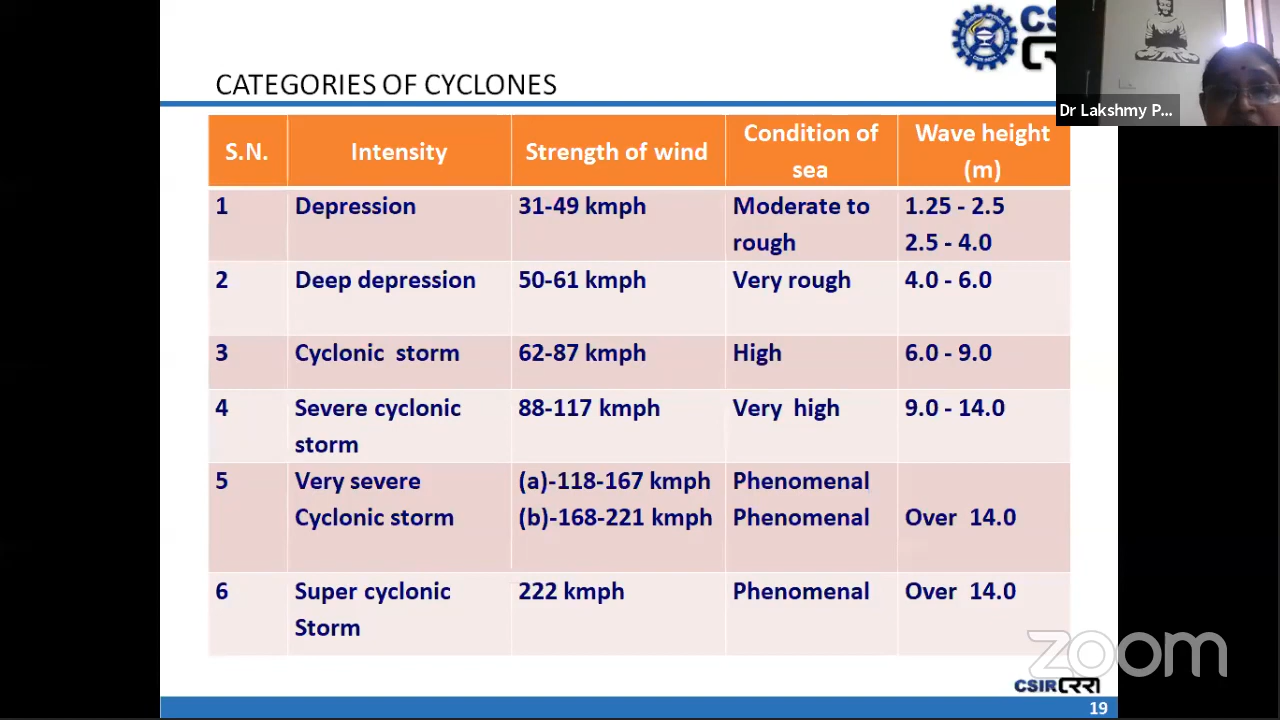 CS
Dr Lakshmy P...
CATEGORIES OF CYCLONES
S.N. Intensity Strength of wind Condition of sea Wave height (m)
1 Depression 31-49 kmph Moderate to rough 1.25 - 2.5 2.5 - 4.0
2 Deep depression 50-61 kmph Very rough 4.0 - 6.0
3 Cyclonic storm 62-87 kmph High 6.0 - 9.0
4 Severe cyclonic storm 88-117 kmph Very high 9.0 - 14.0
5 Very severe Cyclonic storm (a)-118-167 kmph (b)-168-221 kmph Phenomenal Phenomenal Over 14.0
6 Super cyclonic Storm 222 kmph Phenomenal Over 14.0
zoom
CSIR
19